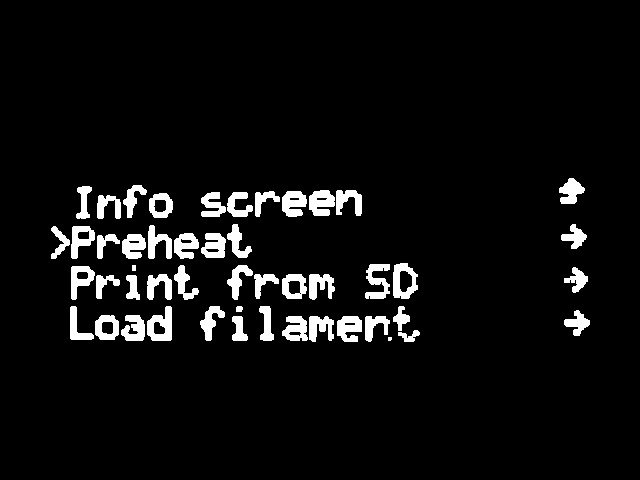 Info screen ⬑
>Preheat →
Print from SD →
Load filament →